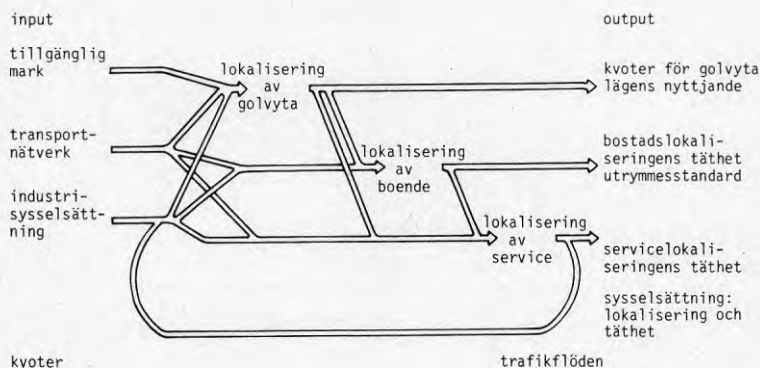 input
output
tillgänglig
mark
lokalisering
av
golvyta
kvoter för golvyta
lägens nyttjande
transport-
nätverk
lokalisering
av
boende
bostadslokali-
seringens täthet
utrymmesstandard
industri-
sysselsätt-
ning
lokalisering
av
service
servicelokali-
seringens täthet
sysselsättning:
lokalisering och
täthet
kvoter
trafikflöden